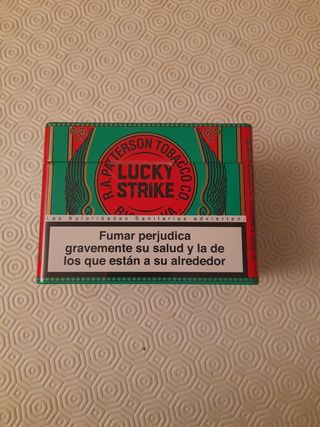 R.A. PATTERSON TOBACCO CO.
LUCKY
STRIKE
Las Autoridades Sanitarias advierten:
Fumar perjudica
gravemente su salud y la de
los que están a su alrededor